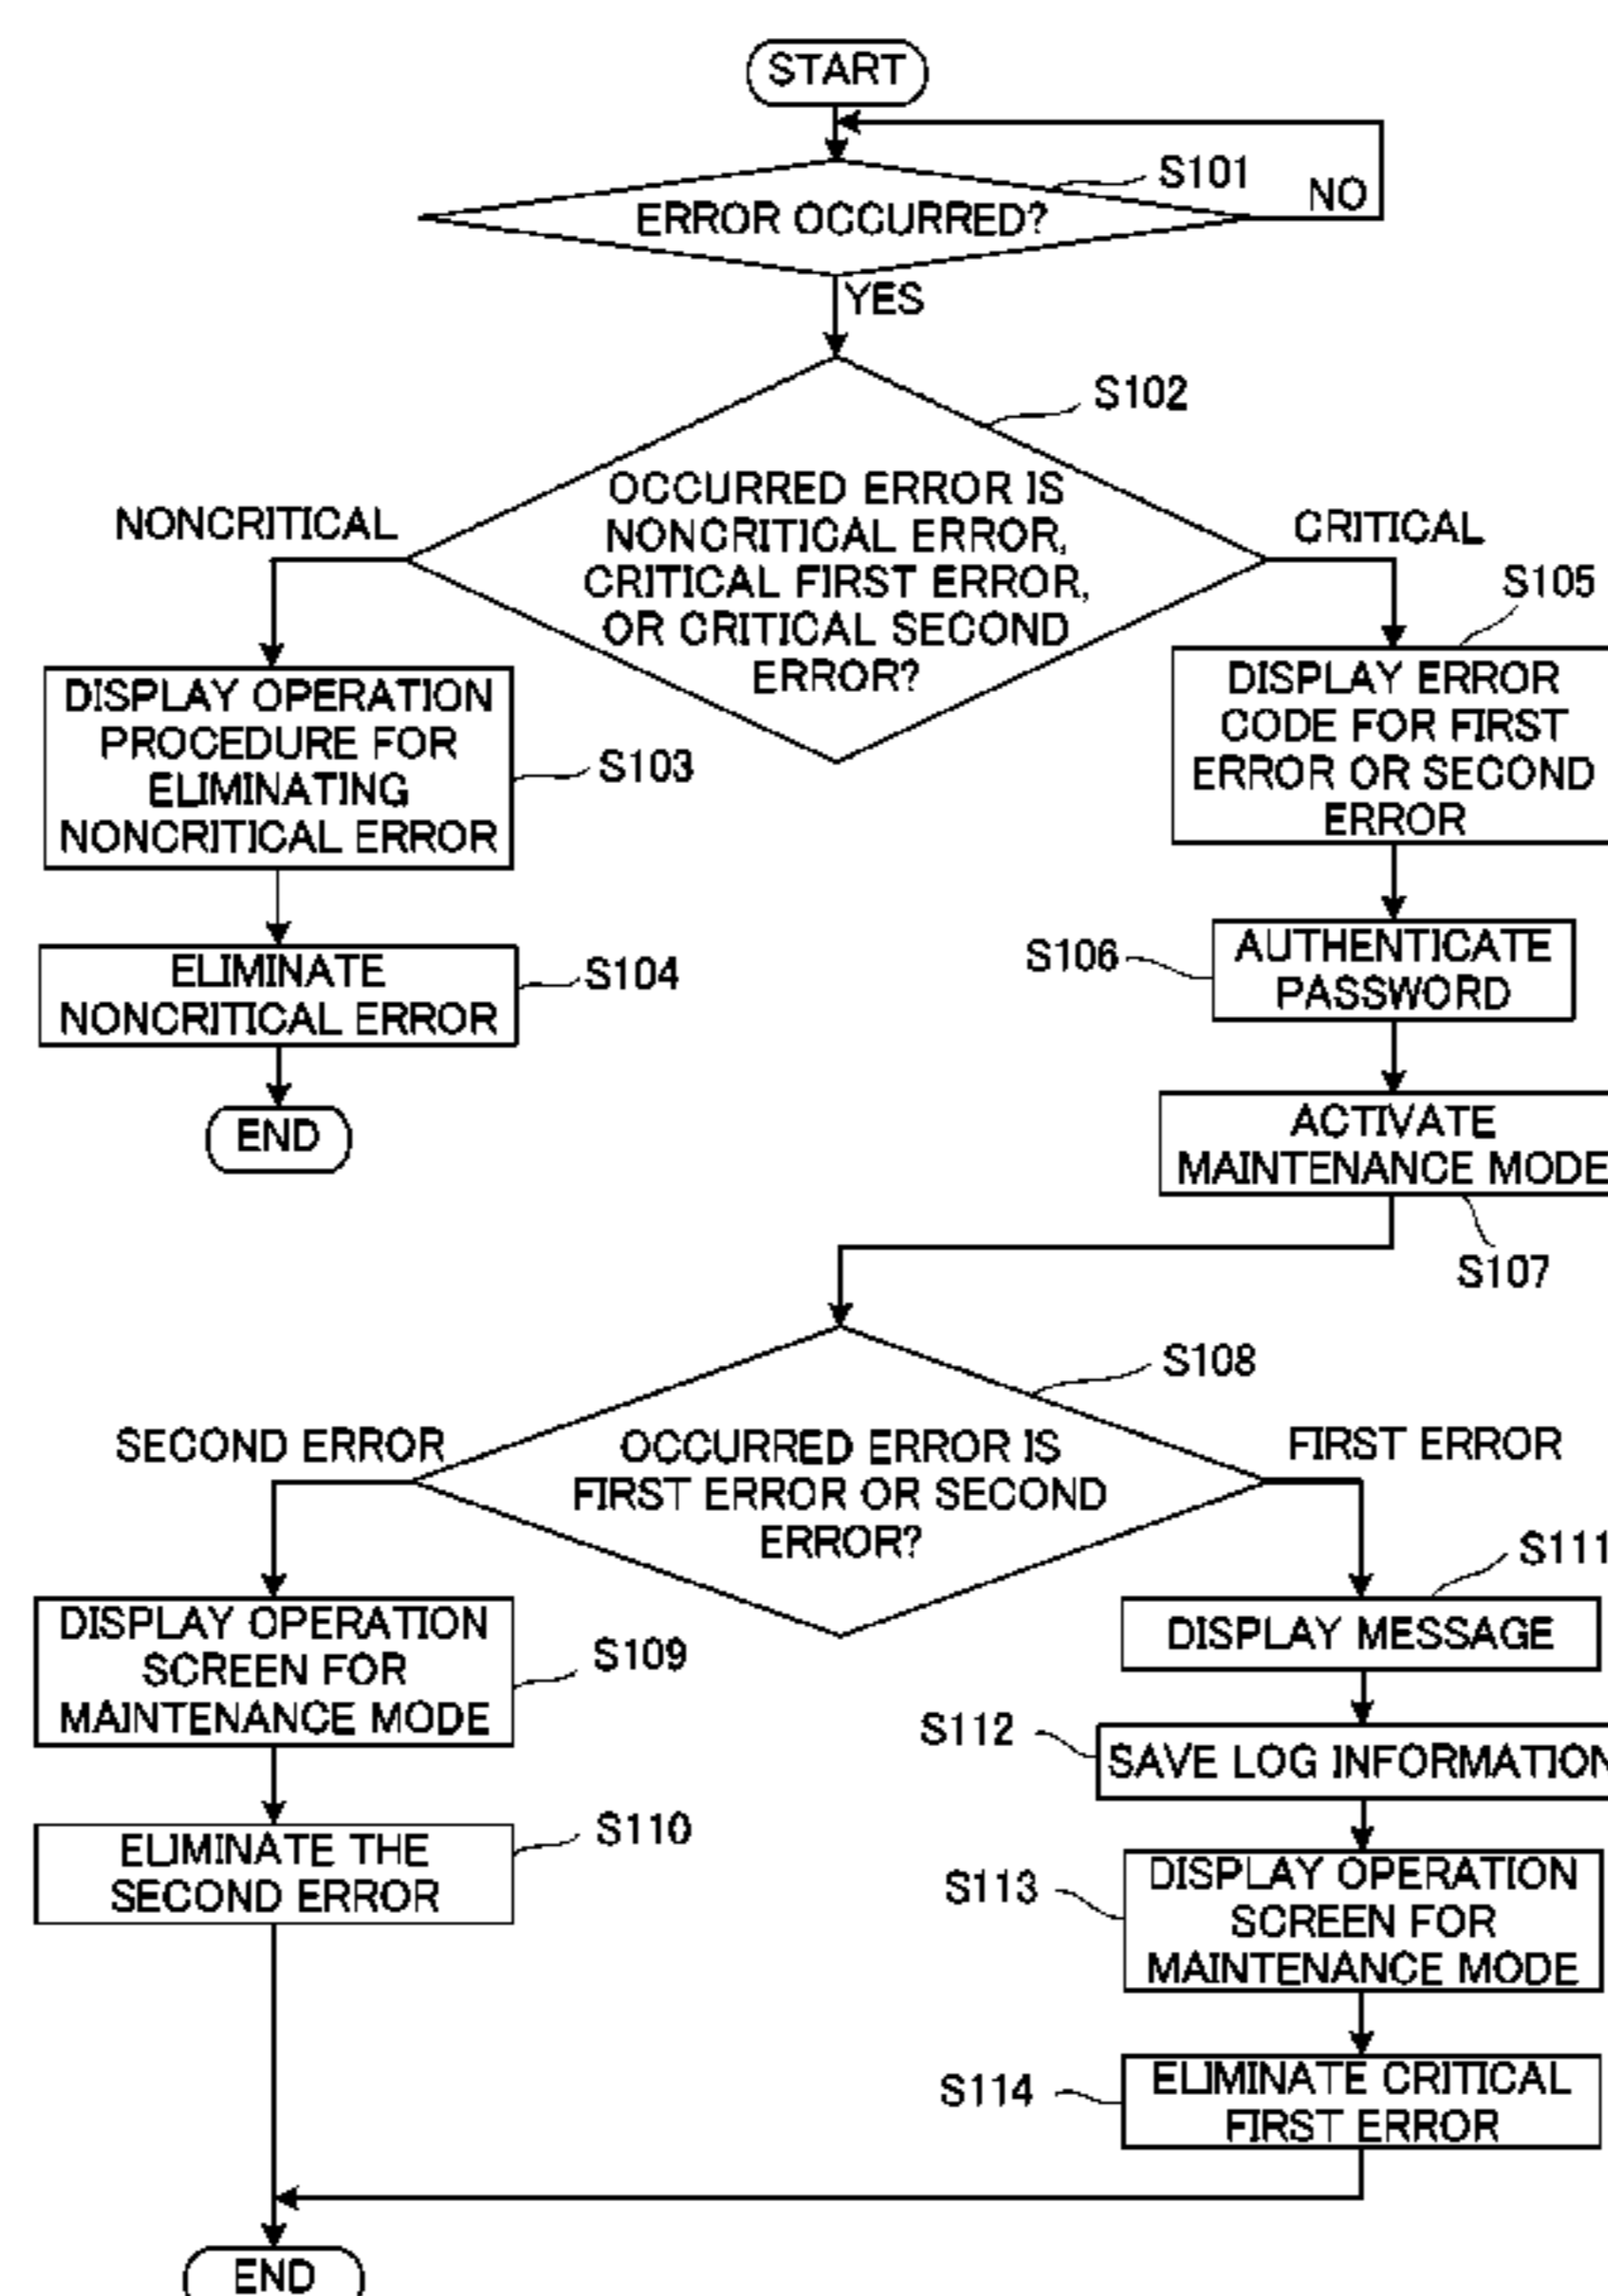 START
S101
NO
ERROR OCCURRED?
YES
S102
OCCURRED ERROR IS
NONCRITICAL ERROR,
CRITICAL FIRST ERROR,
OR CRITICAL SECOND
ERROR?
NONCRITICAL
CRITICAL
S105
DISPLAY OPERATION
PROCEDURE FOR
ELIMINATING
NONCRITICAL ERROR
S103
DISPLAY ERROR
CODE FOR FIRST
ERROR OR SECOND
ERROR
ELIMINATE
NONCRITICAL ERROR
S104
S106
AUTHENTICATE
PASSWORD
END
ACTIVATE
MAINTENANCE MODE
S107
S108
SECOND ERROR
OCCURRED ERROR IS
FIRST ERROR OR SECOND
ERROR?
FIRST ERROR
S111
DISPLAY OPERATION
SCREEN FOR
MAINTENANCE MODE
S109
DISPLAY MESSAGE
S112
SAVE LOG INFORMATION
ELIMINATE THE
SECOND ERROR
S110
S113
DISPLAY OPERATION
SCREEN FOR
MAINTENANCE MODE
S114
ELIMINATE CRITICAL
FIRST ERROR
END